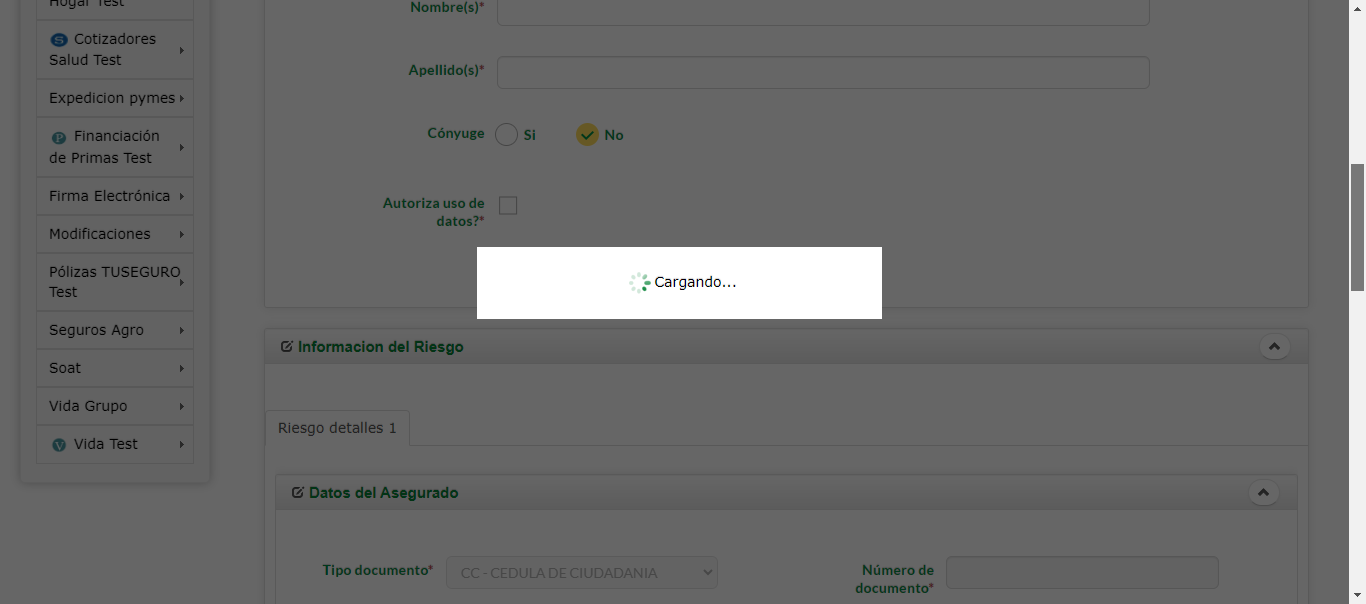 Hogar Test
Cotizadores
Salud Test
Expedicion pymes
Financiación
de Primas Test
Firma Electrónica
Modificaciones
Pólizas TUSEGURO
Test
Seguros Agro
Soat
Vida Grupo
Vida Test
Nombre(s)*
Apellido(s)*
Cónyuge Si No
Autoriza uso de
datos?*
Cargando...
Informacion del Riesgo
Riesgo detalles 1
Datos del Asegurado
Tipo documento* CC - CEDULA DE CIUDADANIA
Número de
documento*